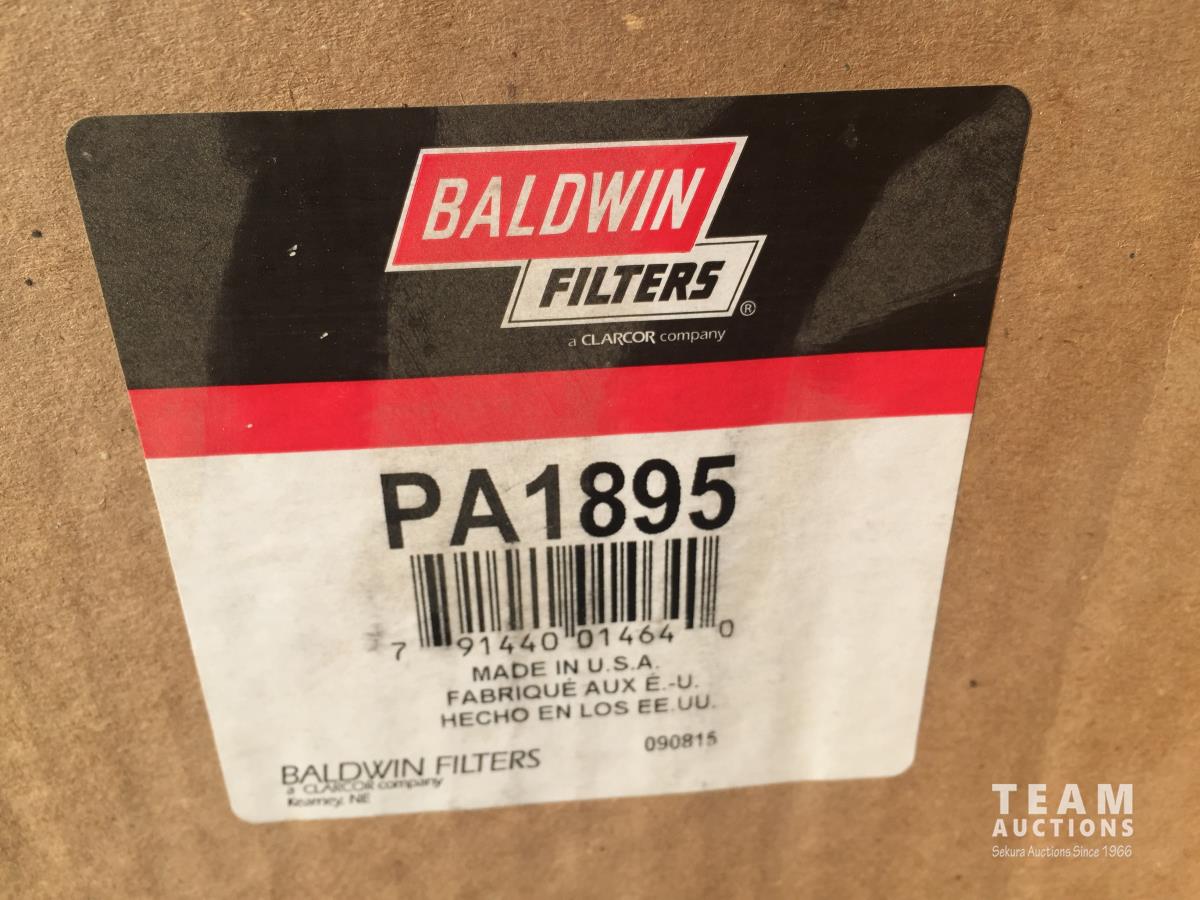 BALDWIN
FILTERS®
a CLARCOR company
PA1895
7 91440 01464 0
MADE IN U.S.A.
FABRIQUÉ AUX É.-U.
HECHO EN LOS EE.UU.
090815
BALDWIN FILTERS
a CLARCOR company
Kearney, NE
TEAM
AUCTIONS
Sekura Auctions Since 1966